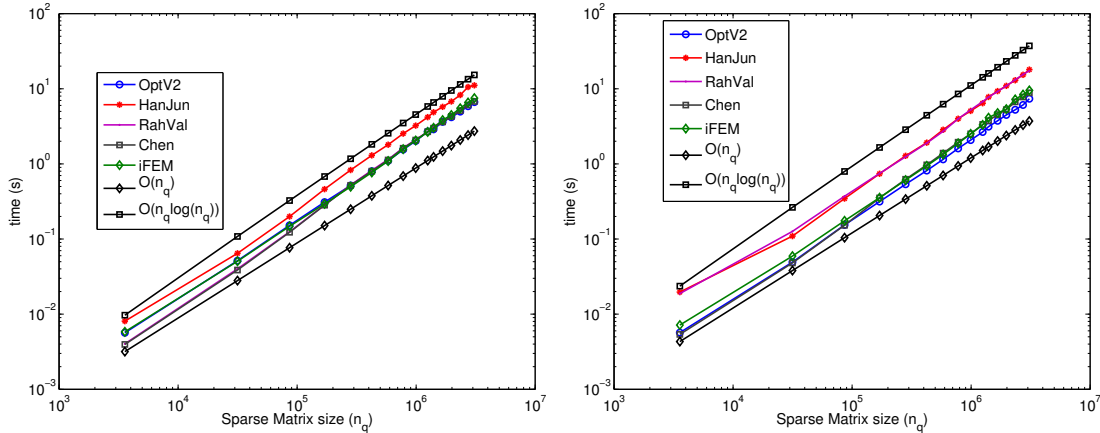 10^2
10^1
10^0
10^-1
10^-2
10^-3
time (s)
OptV2
HanJun
RahVal
Chen
iFEM
O(n_q)
O(n_q log(n_q))
10^3
10^4
10^5
10^6
10^7
Sparse Matrix size (n_q)
10^2
10^1
10^0
10^-1
10^-2
10^-3
time (s)
OptV2
HanJun
RahVal
Chen
iFEM
O(n_q)
O(n_q log(n_q))
10^3
10^4
10^5
10^6
10^7
Sparse Matrix size (n_q)